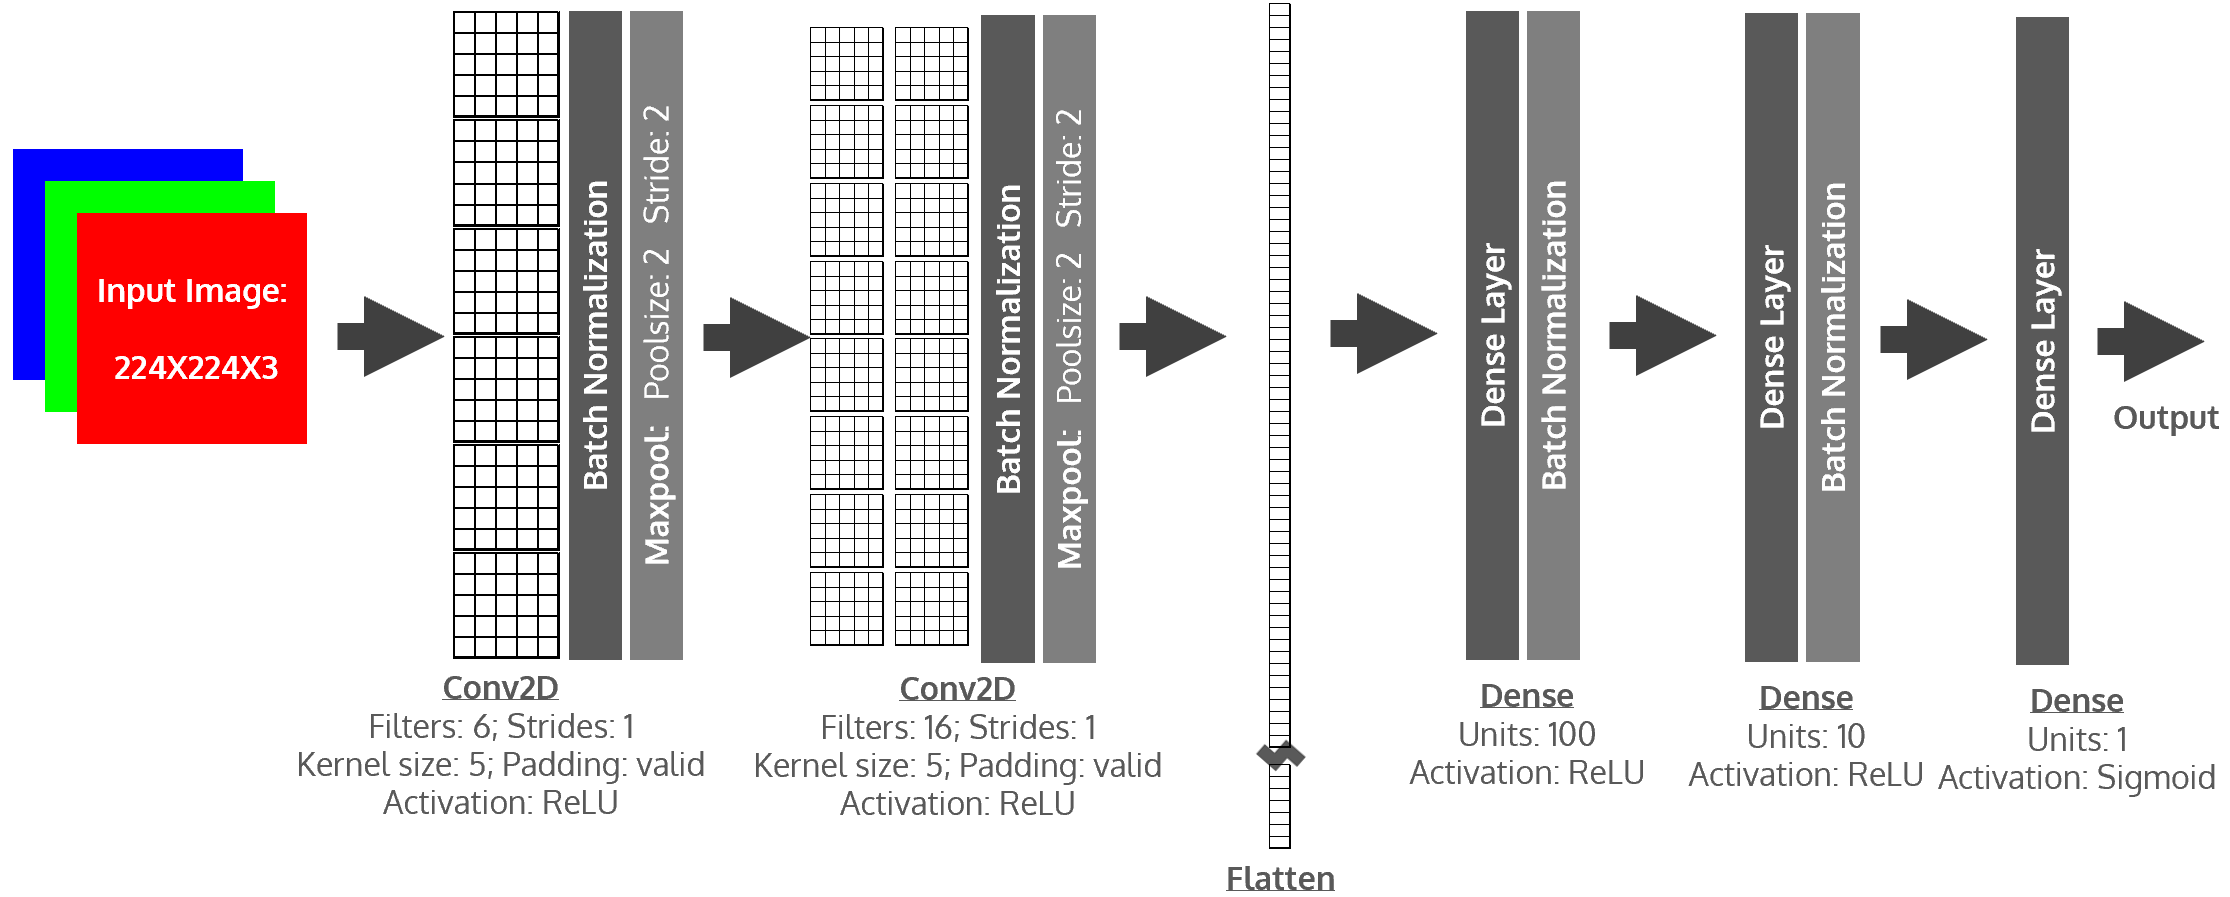 Input Image:
224X224X3
Batch Normalization
Maxpool: Poolsize: 2 Stride: 2
Conv2D
Filters: 6; Strides: 1
Kernel size: 5; Padding: valid
Activation: ReLU
Batch Normalization
Maxpool: Poolsize: 2 Stride: 2
Conv2D
Filters: 16; Strides: 1
Kernel size: 5; Padding: valid
Activation: ReLU
Flatten
Dense Layer
Batch Normalization
Dense
Units: 100
Activation: ReLU
Dense Layer
Batch Normalization
Dense
Units: 10
Activation: ReLU
Dense Layer
Dense
Units: 1
Activation: Sigmoid
Output